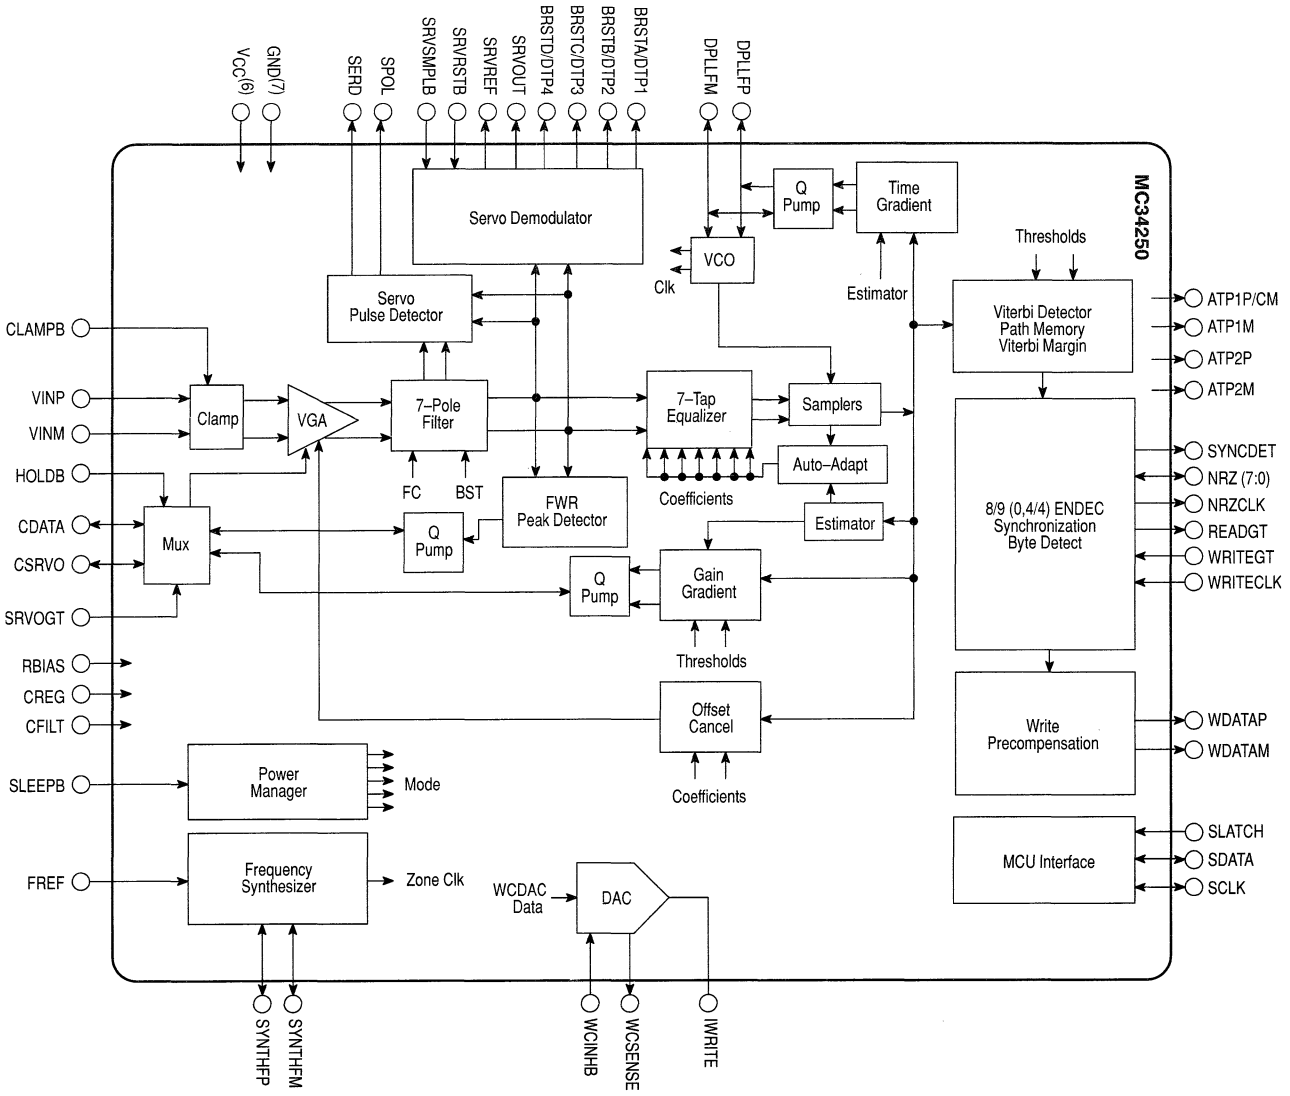 VCC(6)
GND(7)
SERD
SPOL
SRVSMPLB
SRVRSTB
SRVREF
SRVOUT
BRSTD/DTP4
BRSTC/DTP3
BRSTB/DTP2
BRSTA/DTP1
DPLLFM
DPLLFP
MC34250
Servo Demodulator
Q
Pump
Time
Gradient
VCO
Clk
Estimator
Thresholds
Servo
Pulse Detector
Viterbi Detector
Path Memory
Viterbi Margin
ATP1P/CM
ATP1M
ATP2P
ATP2M
CLAMPB
VINP
VINM
HOLDB
CDATA
CSRVO
SRVOGT
RBIAS
CREG
CFILT
SLEEPB
FREF
Clamp
VGA
7–Pole
Filter
FC
BST
7–Tap
Equalizer
Samplers
Auto–Adapt
Coefficients
Estimator
FWR
Peak Detector
Q
Pump
Mux
Q
Pump
Gain
Gradient
Thresholds
Offset
Cancel
Coefficients
8/9 (0,4/4) ENDEC
Synchronization
Byte Detect
SYNCDET
NRZ (7:0)
NRZCLK
READGT
WRITEGT
WRITECLK
Write
Precompensation
WDATAP
WDATAM
MCU Interface
SLATCH
SDATA
SCLK
Power
Manager
Mode
Frequency
Synthesizer
Zone Clk
WCDAC
Data
DAC
SYNTHFP
SYNTHFM
WCINHB
WCSENSE
IWRITE